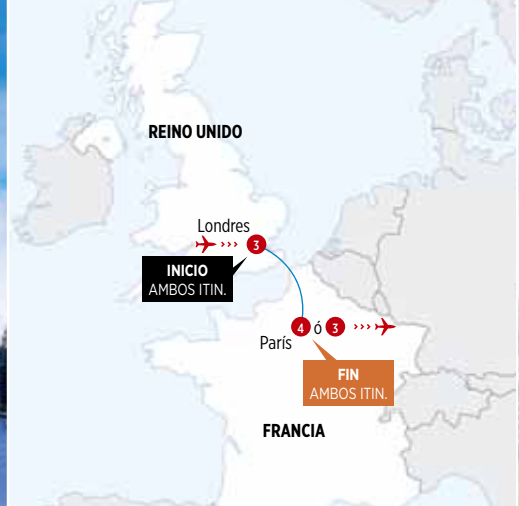 REINO UNIDO
Londres
3
INICIO
AMBOS ITIN.
4 ó 3
París
FIN
AMBOS ITIN.
FRANCIA